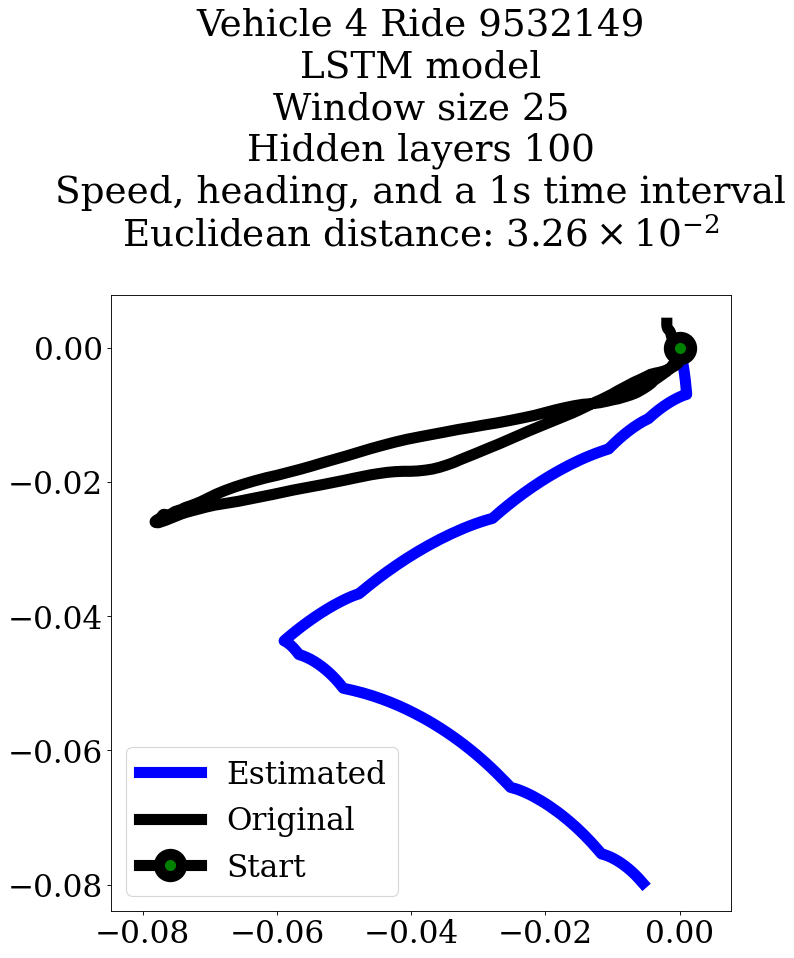 Vehicle 4 Ride 9532149
LSTM model
Window size 25
Hidden layers 100
Speed, heading, and a 1s time interval
Euclidean distance: 3.26 × 10⁻²
0.00
−0.02
−0.04
−0.06
−0.08
Estimated
Original
Start
−0.08 −0.06 −0.04 −0.02 0.00